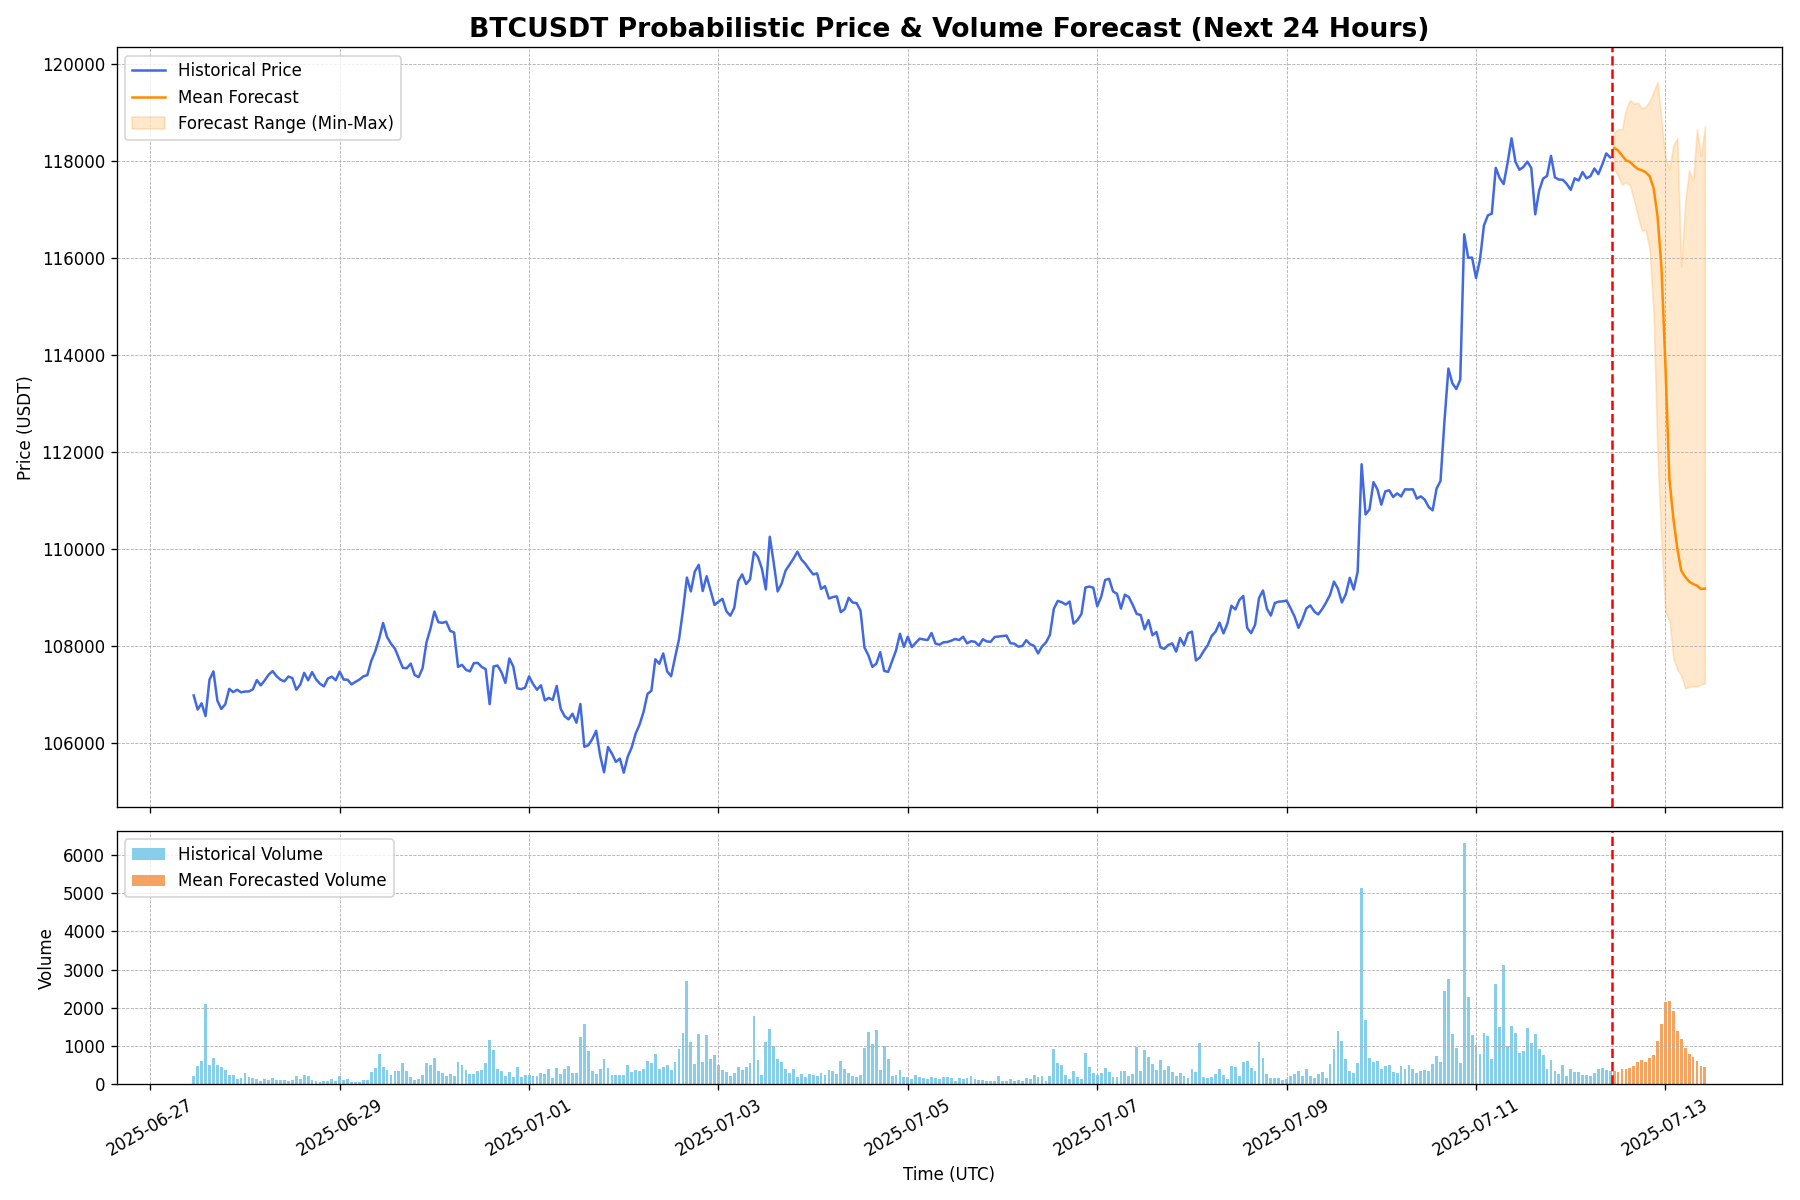 BTCUSDT Probabilistic Price & Volume Forecast (Next 24 Hours)
Historical Price
Mean Forecast
Forecast Range (Min-Max)
120000
118000
116000
114000
112000
110000
108000
106000
Price (USDT)
Historical Volume
Mean Forecasted Volume
6000
5000
4000
3000
2000
1000
0
Volume
2025-06-27
2025-06-29
2025-07-01
2025-07-03
2025-07-05
2025-07-07
2025-07-09
2025-07-11
2025-07-13
Time (UTC)